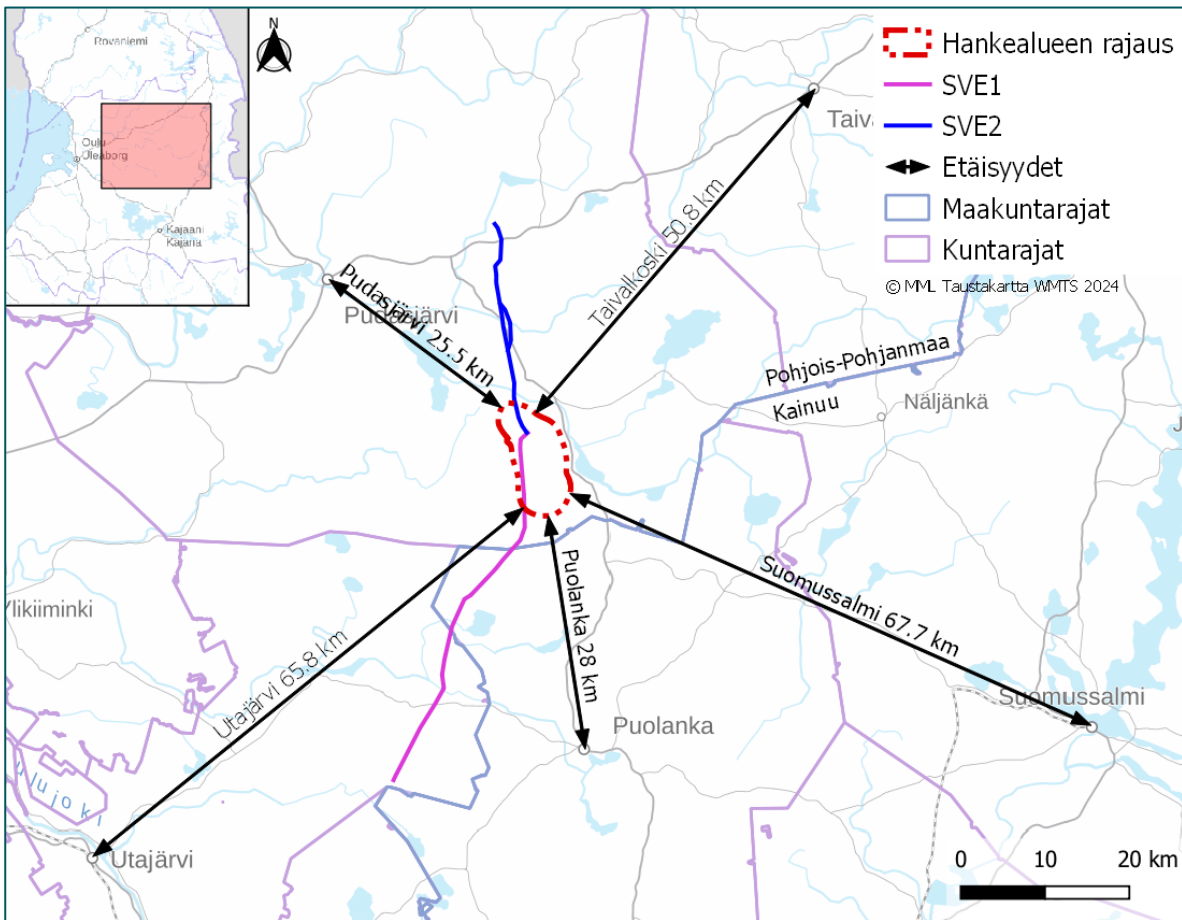 Rovaniemi
Oulu
Uleåborg
Kajaani
Kajana
N
Hankealueen rajaus
SVE1
SVE2
Etäisyydet
Maakuntarajat
Kuntarajat
© MML Taustakartta WMTS 2024
Taiva
Taivalkoski 50.8 km
Pudasjärvi
Pudasjärvi 25.5 km
Pohjois-Pohjanmaa
Kainuu
Näljänkä
J
Ylikiiminki
Utajärvi 65.8 km
Puolanka 28 km
Suomussalmi 67.7 km
Suomussalmi
Puolanka
ulujoki
Utajärvi
0 10 20 km